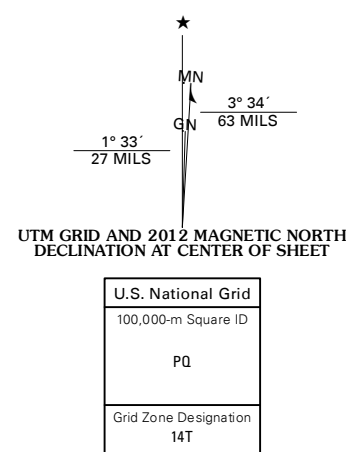 ★
MN
3° 34´
63 MILS
GN
1° 33´
27 MILS
UTM GRID AND 2012 MAGNETIC NORTH
DECLINATION AT CENTER OF SHEET
U.S. National Grid
100,000-m Square ID
PQ
Grid Zone Designation
14T